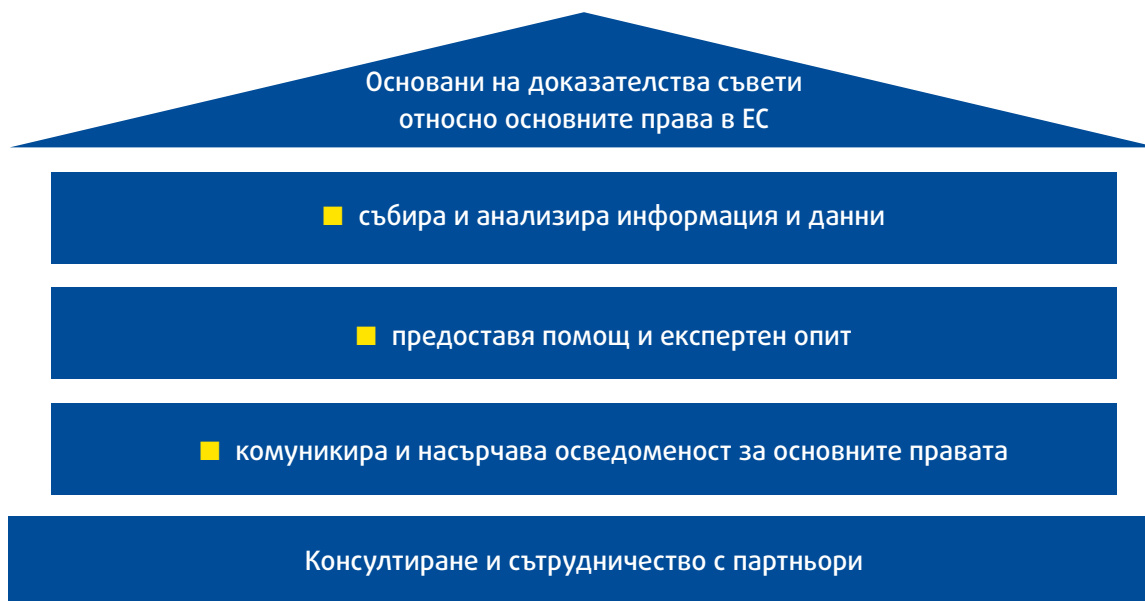 Основани на доказателства съвети
относно основните права в ЕС
събира и анализира информация и данни
предоставя помощ и експертен опит
комуникира и насърчава осведоменост за основните правата
Консултиране и сътрудничество с партньори